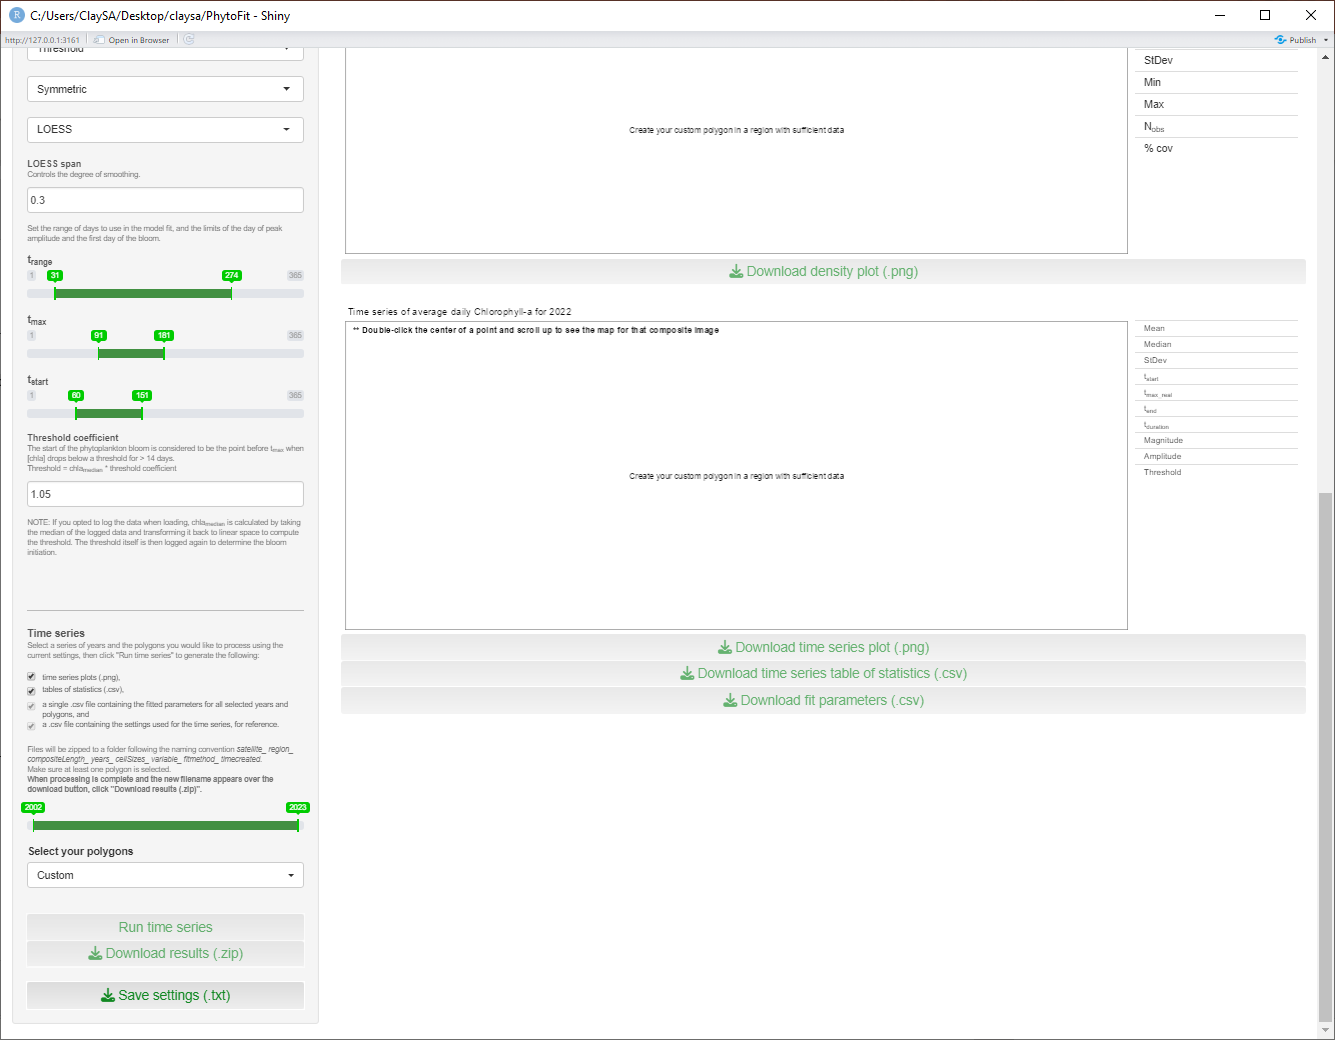 C:/Users/ClaySA/Desktop/claysa/PhytoFit - Shiny
http://127.0.0.1:3161
Open in Browser
Publish
Threshold
Symmetric
LOESS
LOESS span
Controls the degree of smoothing.
0.3
Set the range of days to use in the model fit, and the limits of the day of peak
amplitude and the first day of the bloom.
trange
1 31 274 365
tmax
1 91 181 365
tstart
1 60 151 365
Threshold coefficient
The start of the phytoplankton bloom is considered to be the point before tmax when
[chla] drops below a threshold for > 14 days.
Threshold = chlamedian * threshold coefficient
1.05
NOTE: If you opted to log the data when loading, chlamedian is calculated by taking
the median of the logged data and transforming it back to linear space to compute
the threshold. The threshold itself is then logged again to determine the bloom
initiation.
Time series
Select a series of years and the polygons you would like to process using the
current settings, then click "Run time series" to generate the following:
time series plots (.png),
tables of statistics (.csv),
a single .csv file containing the fitted parameters for all selected years and
polygons, and
a .csv file containing the settings used for the time series, for reference.
Files will be zipped to a folder following the naming convention satellite_ region_
compositeLength_ years_ cellSizes_ variable_ fitmethod_ timecreated.
Make sure at least one polygon is selected.
When processing is complete and the new filename appears over the
download button, click "Download results (.zip)".
2002 2023
Select your polygons
Custom
Run time series
Download results (.zip)
Save settings (.txt)
Create your custom polygon in a region with sufficient data
StDev
Min
Max
Nobs
% cov
Download density plot (.png)
Time series of average daily Chlorophyll-a for 2022
** Double-click the center of a point and scroll up to see the map for that composite image
Create your custom polygon in a region with sufficient data
Mean
Median
StDev
tstart
tmax_real
tend
tduration
Magnitude
Amplitude
Threshold
Download time series plot (.png)
Download time series table of statistics (.csv)
Download fit parameters (.csv)